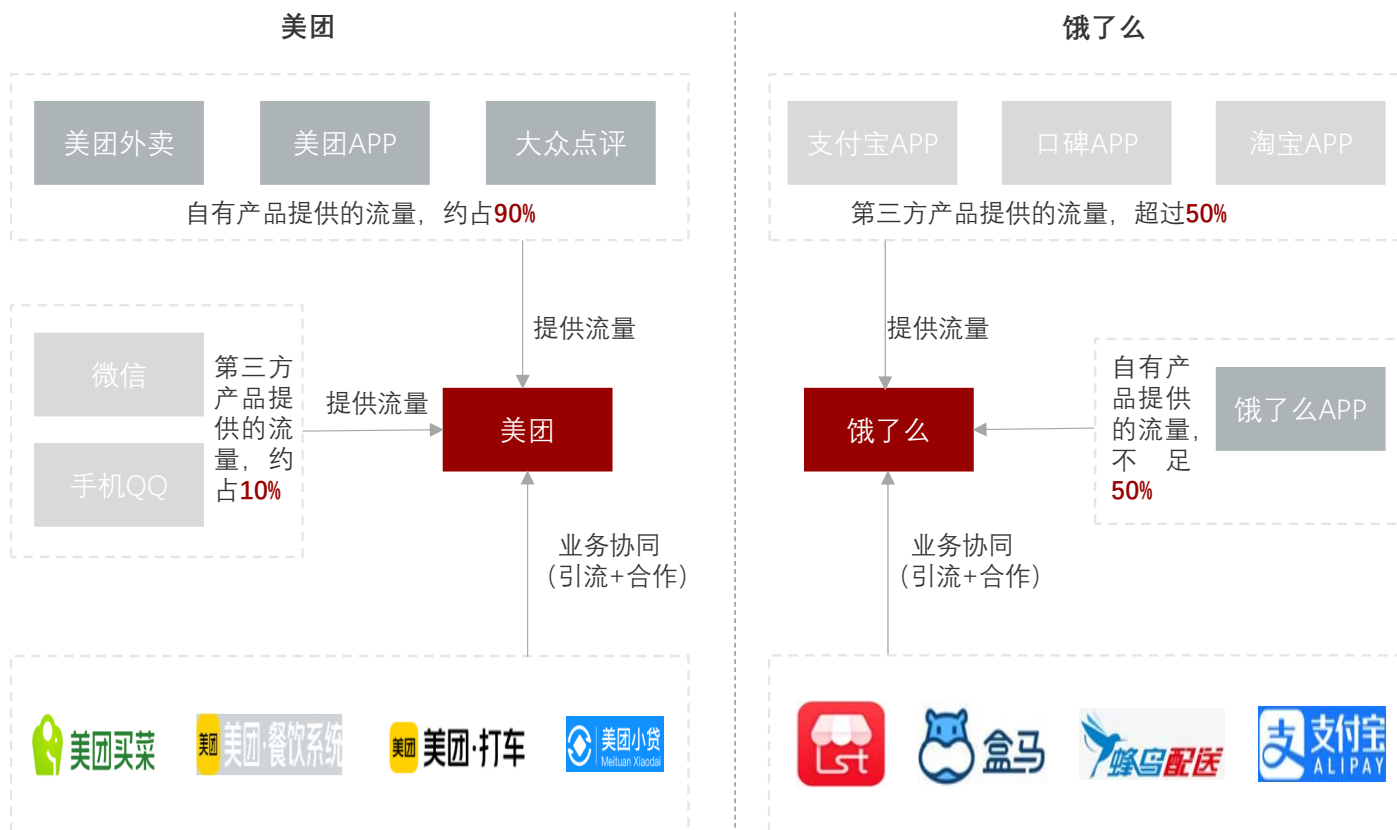 美团
美团外卖
美团APP
大众点评
自有产品提供的流量，约占90%
提供流量
微信
手机QQ
第三方
产品提
供的流
量，约
占10%
提供流量
美团
业务协同
（引流+合作）
美团买菜
美团
美团·餐饮系统
美团
美团·打车
美团小贷
Meituan Xiaodai
饿了么
支付宝APP
口碑APP
淘宝APP
第三方产品提供的流量，超过50%
提供流量
饿了么
自有产
品提供
的流量，
不足
50%
饿了么APP
业务协同
（引流+合作）
Lst
盒马
蜂鸟配送
支
支付宝
ALIPAY